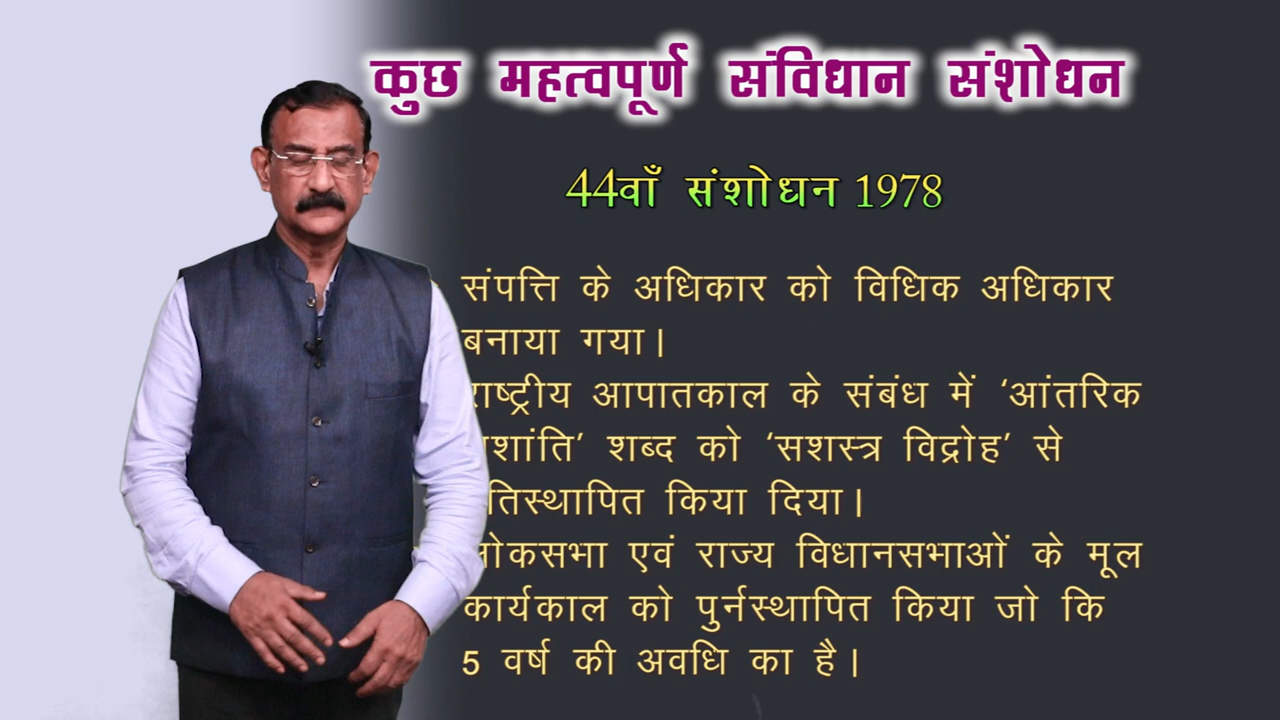 कुछ महत्वपूर्ण संविधान संशोधन
44वाँ संशोधन 1978
संपत्ति के अधिकार को विधिक अधिकार
बनाया गया।
आपातकाल के संबंध में ‘आंतरिक
शब्द को ‘सशस्त्र विद्रोह’ से
किया दिया।
एवं राज्य विधानसभाओं के मूल
कार्यकाल को पुर्नस्थापित किया जो कि
5 वर्ष की अवधि का है।